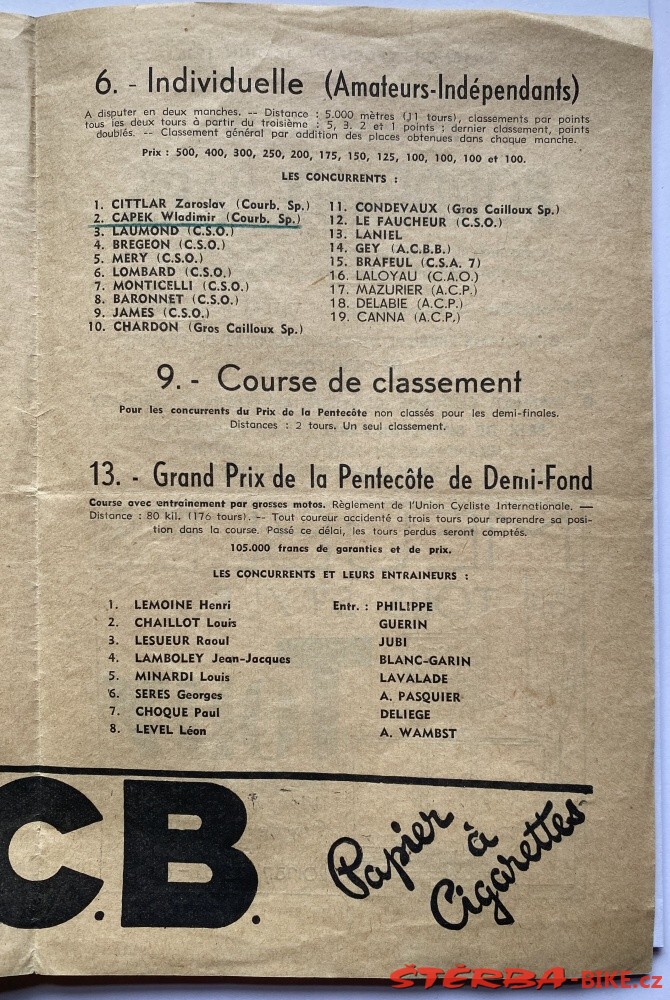 6. - Individuelle (Amateurs-Indépendants)
A disputer en deux manches. -- Distance : 5.000 mètres (J1 tours), classements par points
tous les deux tours à partir du troisième : 5, 3, 2 et 1 points ; dernier classement, points
doublés. -- Classement général par addition des places obtenues dans chaque manche.
Prix : 500, 400, 300, 250, 200, 175, 150, 125, 100, 100, 100 et 100.
LES CONCURRENTS :
1. CITTLAR Zaroslav (Courb. Sp.)
2. CAPEK Wladimir (Courb. Sp.)
3. LAUMOND (C.S.O.)
4. BREGEON (C.S.O.)
5. MERY (C.S.O.)
6. LOMBARD (C.S.O.)
7. MONTICELLI (C.S.O.)
8. BARONNET (C.S.O.)
9. JAMES (C.S.O.)
10. CHARDON (Gros Cailloux Sp.)
11. CONDEVAUX (Gros Cailloux Sp.)
12. LE FAUCHEUR (C.S.O.)
13. LANIEL
14. GEY (A.C.B.B.)
15. BRAFEUL (C.S.A. 7)
16. LALOYAU (C.A.O.)
17. MAZURIER (A.C.P.)
18. DELABIE (A.C.P.)
19. CANNA (A.C.P.)
9. - Course de classement
Pour les concurrents du Prix de la Pentecôte non classés pour les demi-finales.
Distances : 2 tours. Un seul classement.
13. - Grand Prix de la Pentecôte de Demi-Fond
Course avec entraînement par grosses motos. Règlement de l'Union Cycliste Internationale. —
Distance : 80 kil. (176 tours). -- Tout coureur accidenté a trois tours pour reprendre sa posi-
tion dans la course. Passé ce délai, les tours perdus seront comptés.
105.000 francs de garanties et de prix.
LES CONCURRENTS ET LEURS ENTRAINEURS :
1. LEMOINE Henri Entr. : PHILIPPE
2. CHAILLOT Louis GUERIN
3. LESUEUR Raoul JUBI
4. LAMBOLEY Jean-Jacques BLANC-GARIN
5. MINARDI Louis LAVALADE
6. SERES Georges A. PASQUIER
7. CHOQUE Paul DELIEGE
8. LEVEL Léon A. WAMBST
C.B.
Papier
à
Cigarettes
ŠTĚRBA-BIKE.cz